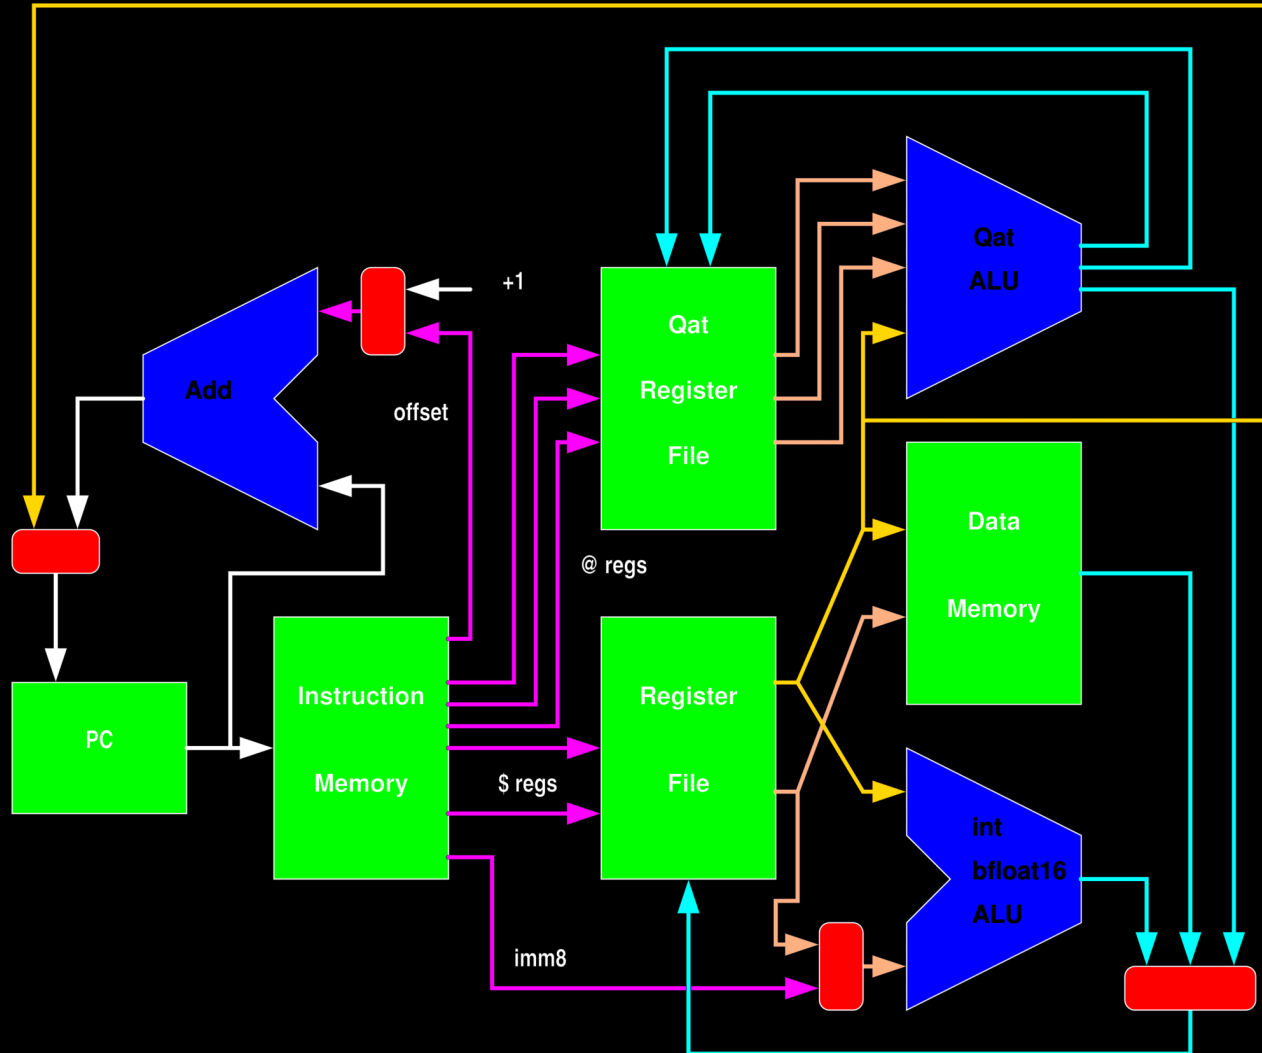 +1
Qat
ALU
Qat
Register
File
Add
offset
@ regs
Data
Memory
PC
Instruction
Memory
$ regs
Register
File
int
bfloat16
ALU
imm8